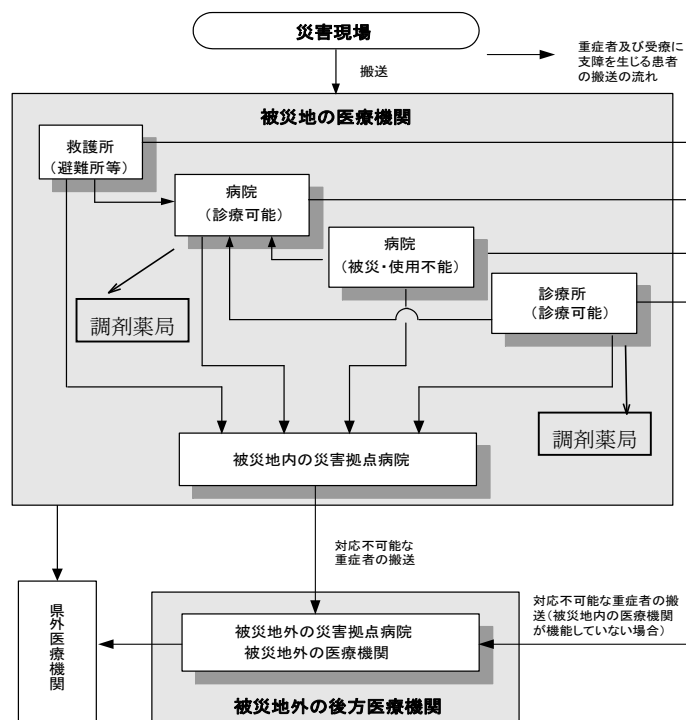 災害現場
重症者及び受療に
支障を生じる患者
の搬送の流れ
搬送
被災地の医療機関
救護所
（避難所等）
病院
（診療可能）
病院
（被災・使用不能）
診療所
（診療可能）
調剤薬局
調剤薬局
被災地内の災害拠点病院
対応不可能な
重症者の搬送
県外医療機関
対応不可能な重症者の搬
送（被災地内の医療機関
が機能していない場合）
被災地外の災害拠点病院
被災地外の医療機関
被災地外の後方医療機関